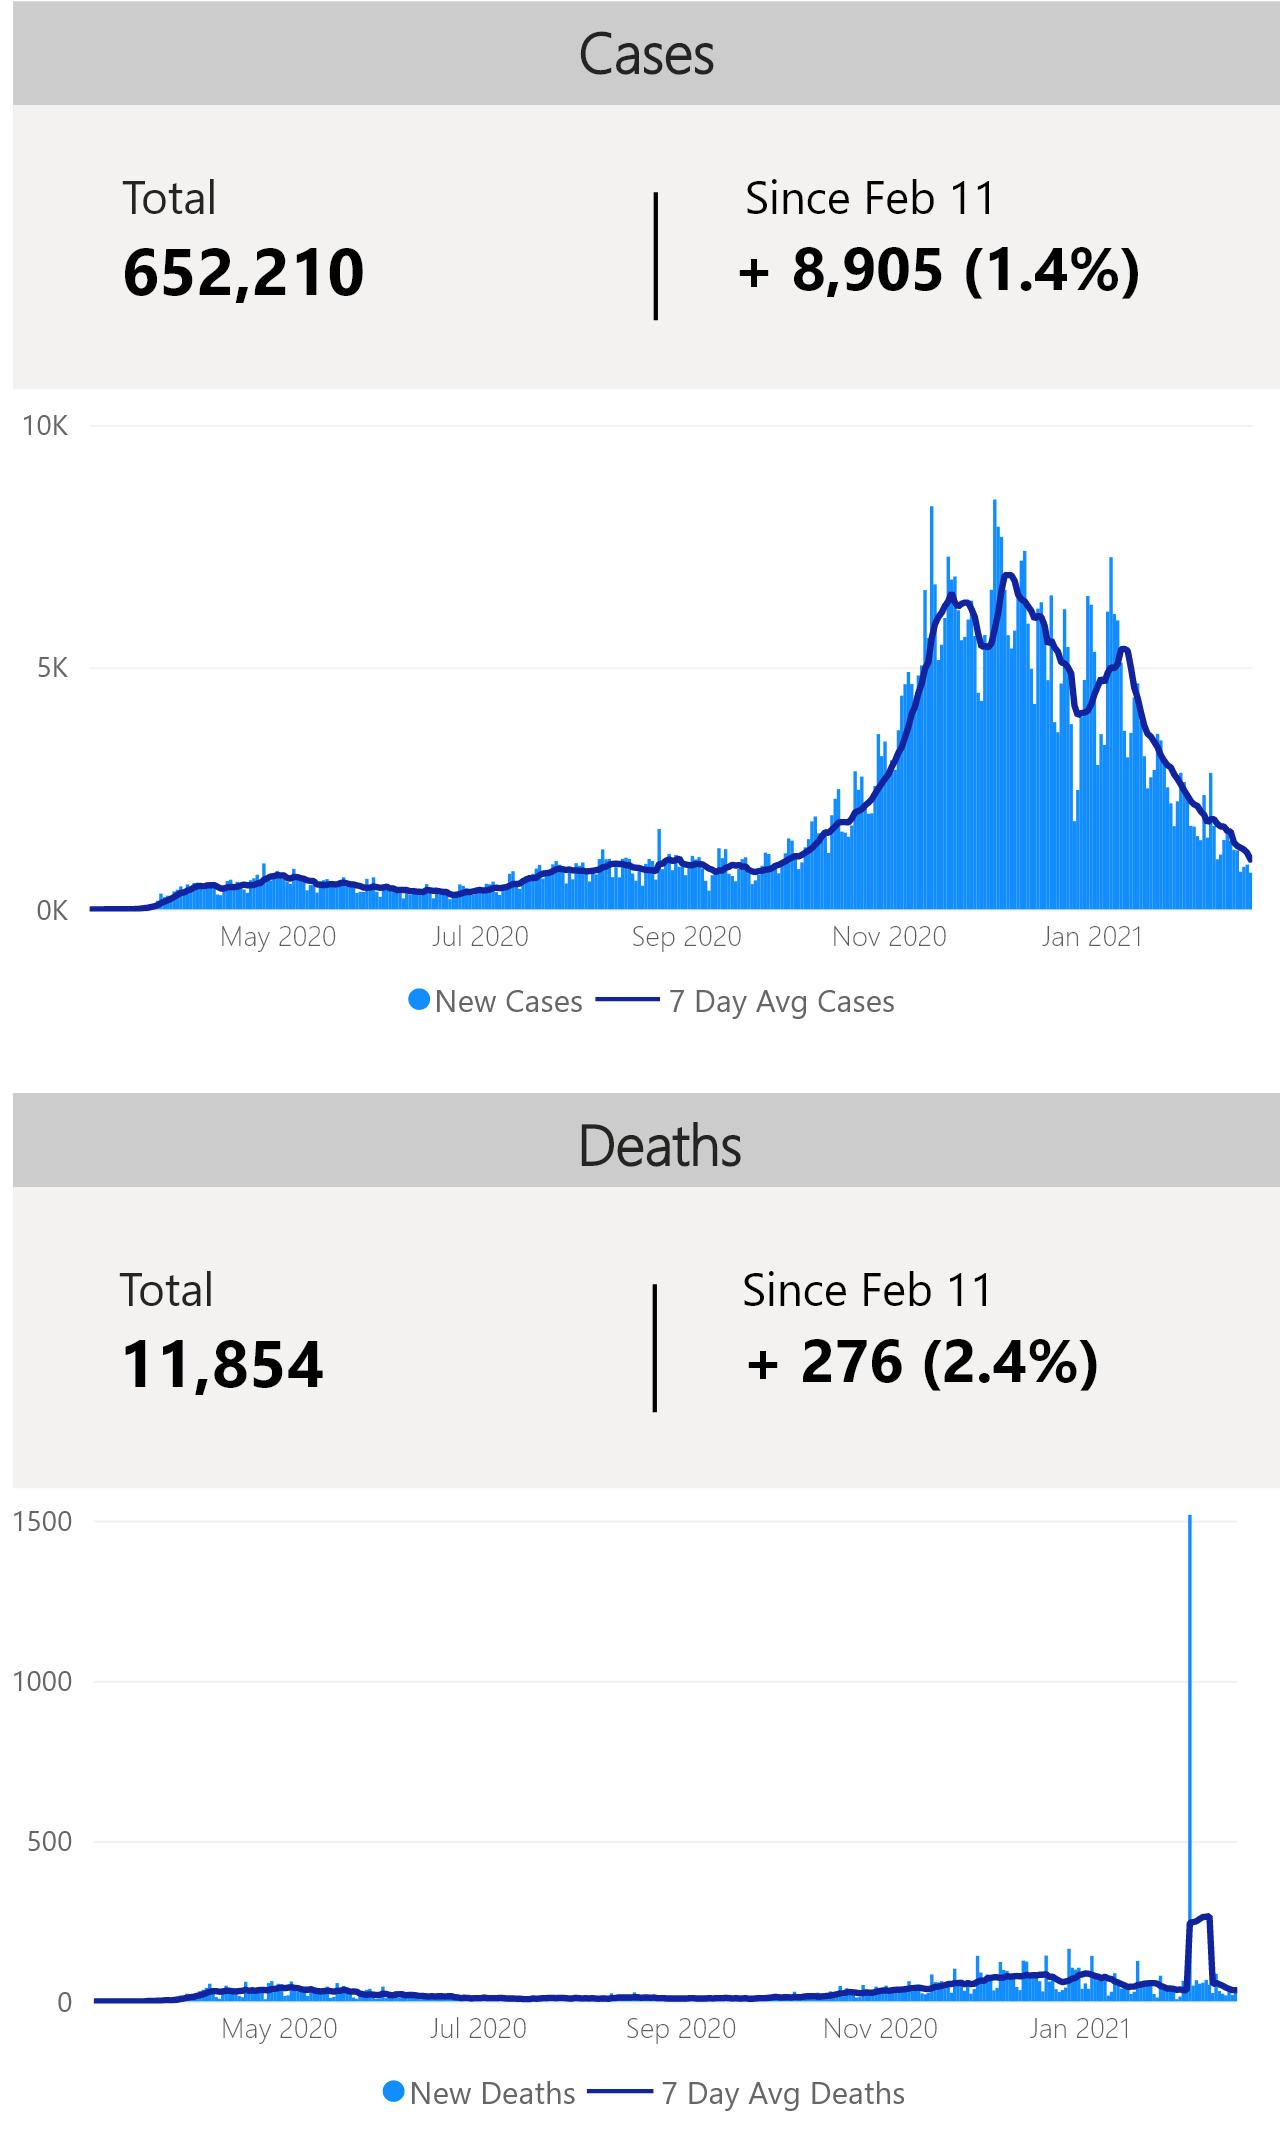 Cases
Total
Since Feb 11
652,210
+ 8,905 (1.4%)
10K
5K
0K
May 2020
Jul 2020
Sep 2020
Nov 2020
Jan 2021
New Cases
7 Day Avg Cases
Deaths
Total
Since Feb 11
11,854
+ 276 (2.4%)
1500
1000
500
0
May 2020
Jul 2020
Sep 2020
Nov 2020
Jan 2021
New Deaths
7 Day Avg Deaths